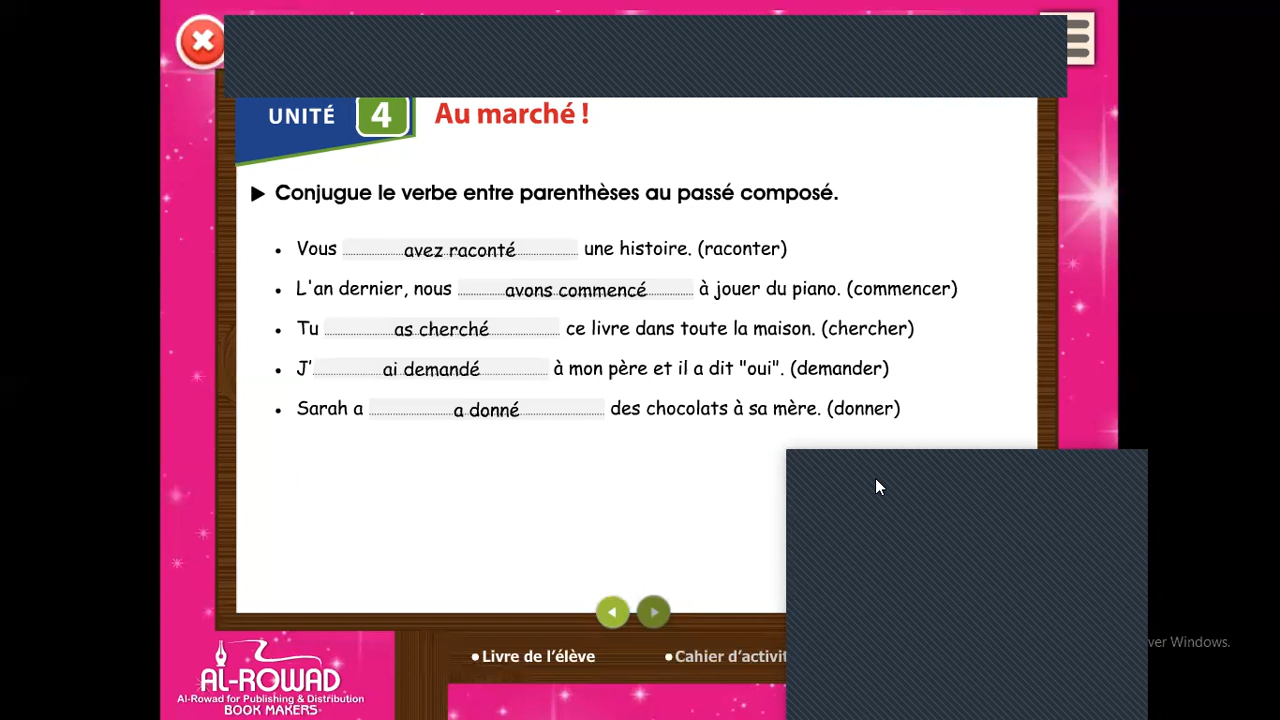 UNITÉ 4 Au marché !
Conjugue le verbe entre parenthèses au passé composé.
• Vous avez raconté une histoire. (raconter)
• L'an dernier, nous avons commencé à jouer du piano. (commencer)
• Tu as cherché ce livre dans toute la maison. (chercher)
• J' ai demandé à mon père et il a dit "oui". (demander)
• Sarah a a donné des chocolats à sa mère. (donner)
ver Windows.
• Livre de l'élève • Cahier d'activit
AL-ROWAD
Al-Rowad for Publishing & Distribution
BOOK MAKERS